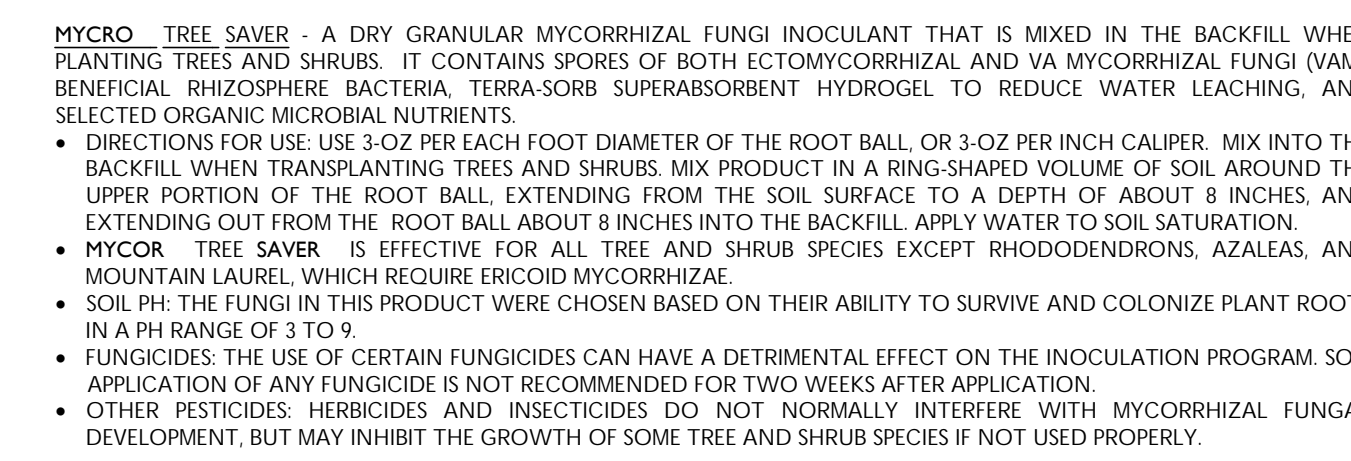 MYCRO TREE SAVER - A DRY GRANULAR MYCORRHIZAL FUNGI INOCULANT THAT IS MIXED IN THE BACKFILL WHE
PLANTING TREES AND SHRUBS. IT CONTAINS SPORES OF BOTH ECTOMYCORRHIZAL AND VA MYCORRHIZAL FUNGI (VAM
BENEFICIAL RHIZOSPHERE BACTERIA, TERRA-SORB SUPERABSORBENT HYDROGEL TO REDUCE WATER LEACHING, AN
SELECTED ORGANIC MICROBIAL NUTRIENTS.
• DIRECTIONS FOR USE: USE 3-OZ PER EACH FOOT DIAMETER OF THE ROOT BALL, OR 3-OZ PER INCH CALIPER. MIX INTO TH
BACKFILL WHEN TRANSPLANTING TREES AND SHRUBS. MIX PRODUCT IN A RING-SHAPED VOLUME OF SOIL AROUND TH
UPPER PORTION OF THE ROOT BALL, EXTENDING FROM THE SOIL SURFACE TO A DEPTH OF ABOUT 8 INCHES, AN
EXTENDING OUT FROM THE ROOT BALL ABOUT 8 INCHES INTO THE BACKFILL. APPLY WATER TO SOIL SATURATION.
• MYCOR TREE SAVER IS EFFECTIVE FOR ALL TREE AND SHRUB SPECIES EXCEPT RHODODENDRONS, AZALEAS, AN
MOUNTAIN LAUREL, WHICH REQUIRE ERICOID MYCORRHIZAE.
• SOIL PH: THE FUNGI IN THIS PRODUCT WERE CHOSEN BASED ON THEIR ABILITY TO SURVIVE AND COLONIZE PLANT ROOT
IN A PH RANGE OF 3 TO 9.
• FUNGICIDES: THE USE OF CERTAIN FUNGICIDES CAN HAVE A DETRIMENTAL EFFECT ON THE INOCULATION PROGRAM. SO
APPLICATION OF ANY FUNGICIDE IS NOT RECOMMENDED FOR TWO WEEKS AFTER APPLICATION.
• OTHER PESTICIDES: HERBICIDES AND INSECTICIDES DO NOT NORMALLY INTERFERE WITH MYCORRHIZAL FUNGA
DEVELOPMENT, BUT MAY INHIBIT THE GROWTH OF SOME TREE AND SHRUB SPECIES IF NOT USED PROPERLY.